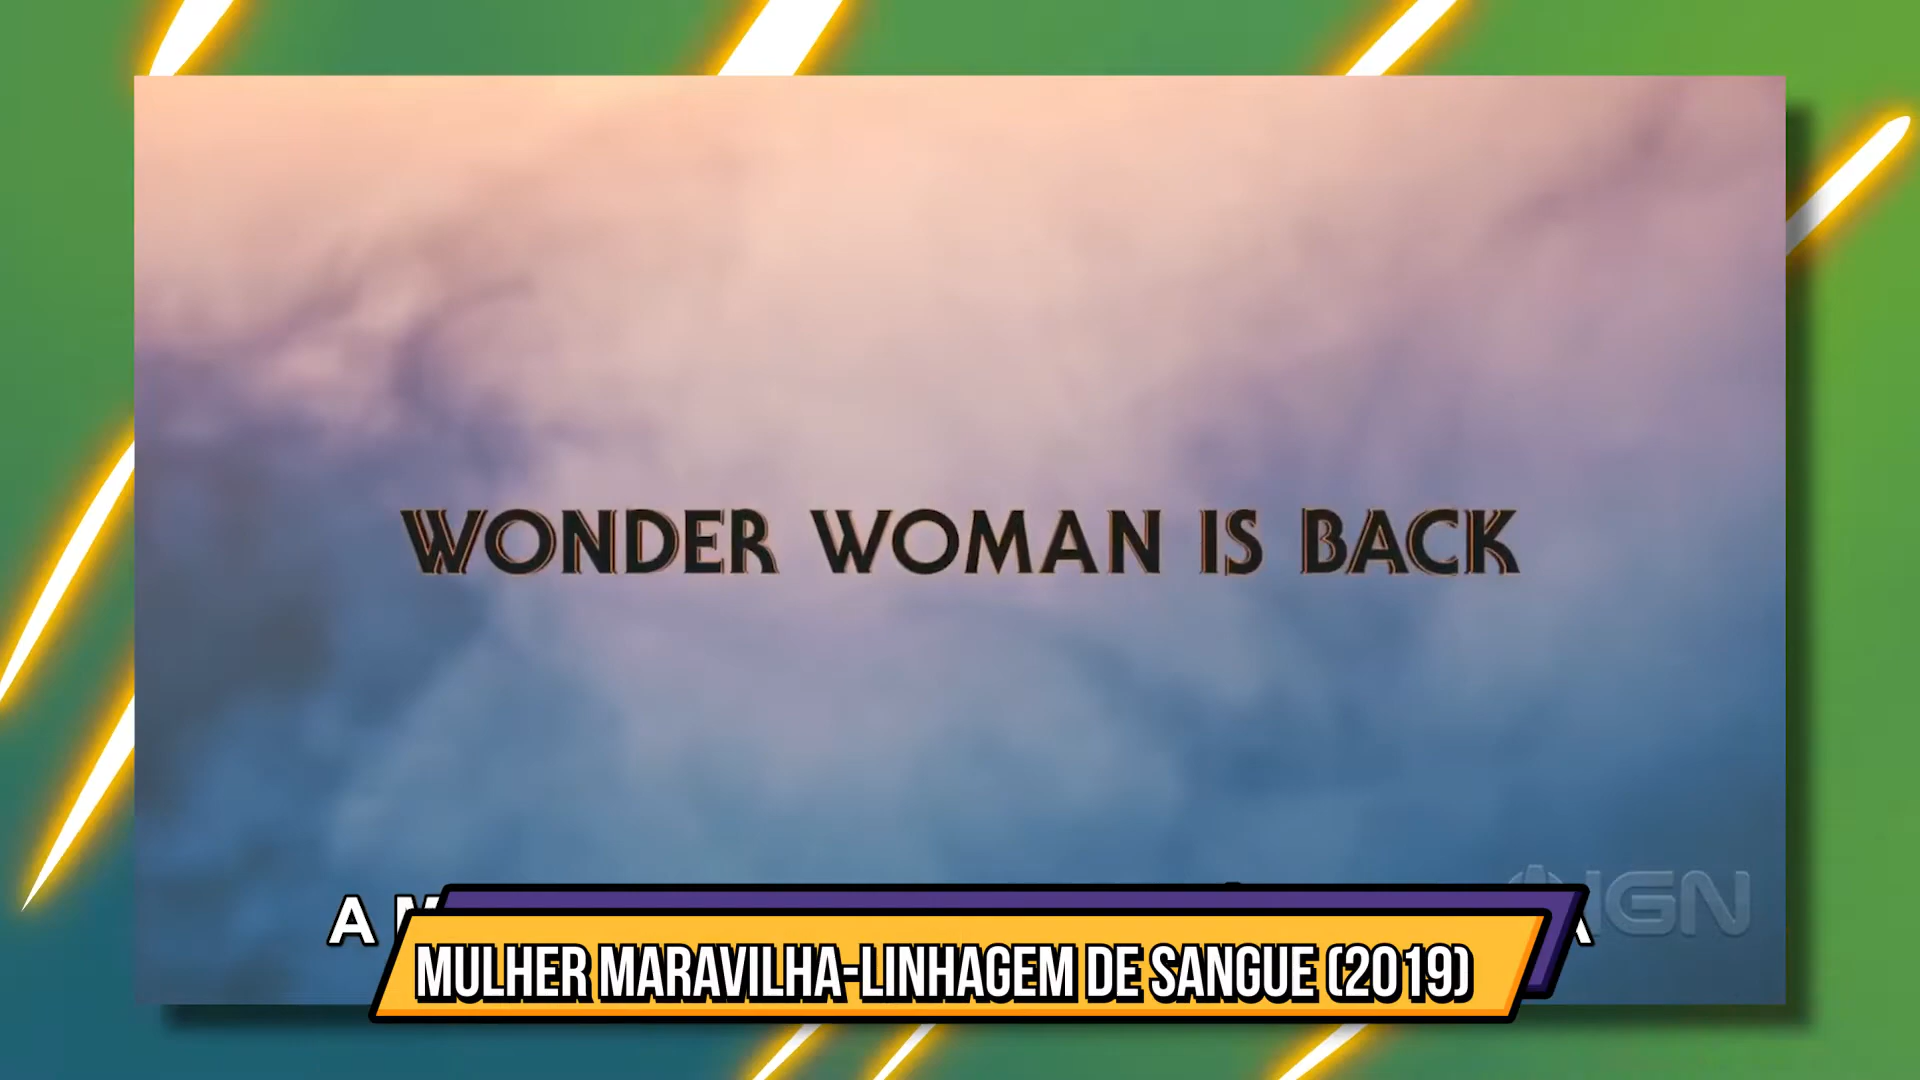 WONDER WOMAN IS BACK
IGN
A
MULHER MARAVILHA-LINHAGEM DE SANGUE (2019)